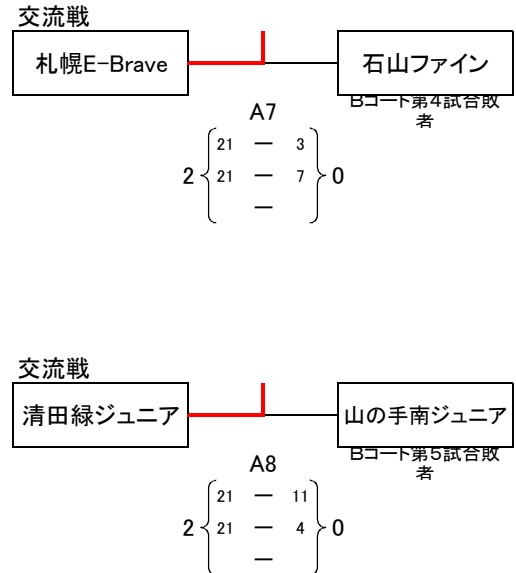 交流戦
札幌E-Brave
石山ファイン
Bコート第4試合敗
者
A7
21 ー 3
2 21 ー 7 0
ー
交流戦
清田緑ジュニア
山の手南ジュニア
Bコート第5試合敗
者
A8
21 ー 11
2 21 ー 4 0
ー